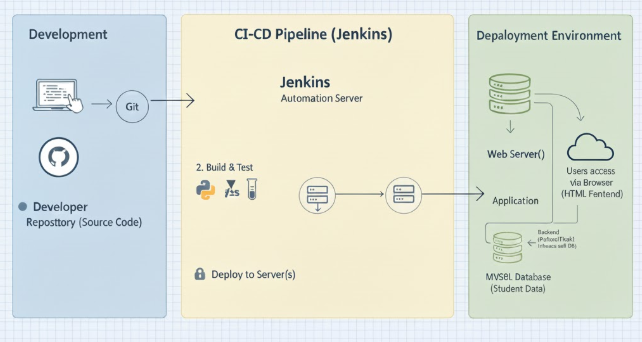 Development
Git
Developer
Reposttory (Source Code)
CI-CD Pipeline (Jenkins)
Jenkins
Automation Server
2. Build & Test
Deploy to Server(s)
Depaloyment Environment
Web Server()
Users access
via Browser
(HTML Fentend)
Application
Backend
MVSBL Database
(Student Data)